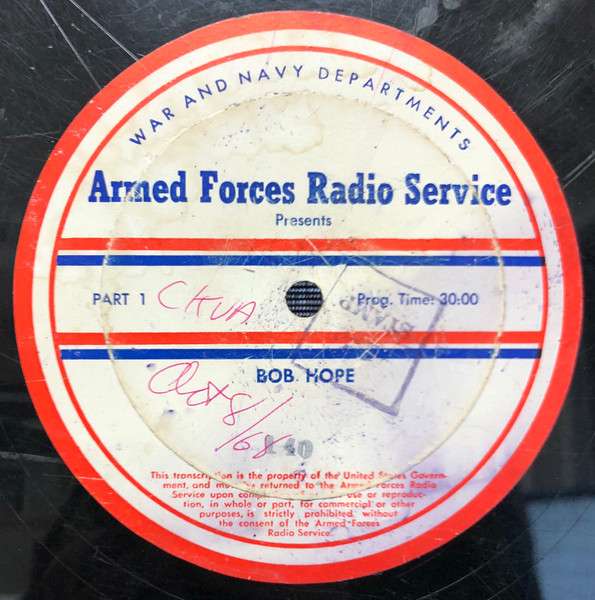 WAR AND NAVY DEPARTMENTS
Armed Forces Radio Service
Presents
PART 1 CKUA Prog. Time: 30:00
BOB HOPE
Oct 8/68
140
This transcription is the property of the United States Govern-
ment, and must be returned to the Armed Forces Radio
Service upon use or reproduc-
tion, in whole or part, for commercial or other
purposes, is strictly prohibited without
the consent of the Armed Forces
Radio Service.